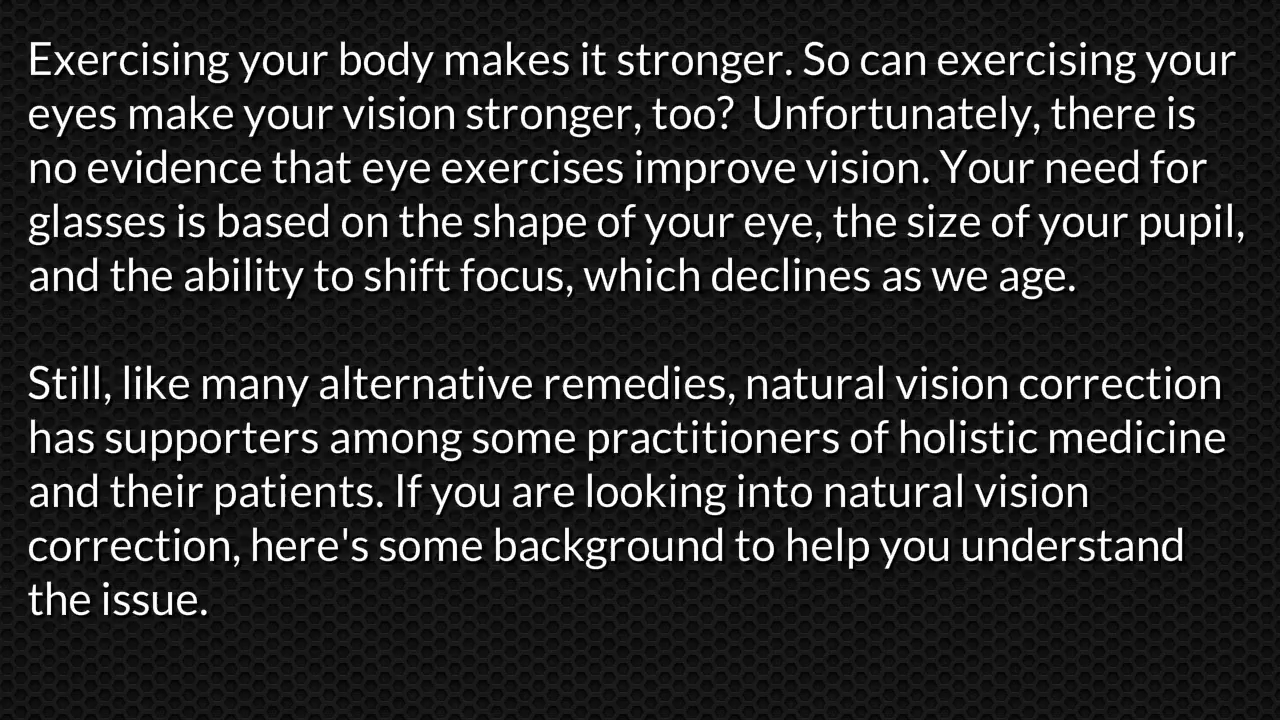 Exercising your body makes it stronger. So can exercising your
eyes make your vision stronger, too?  Unfortunately, there is
no evidence that eye exercises improve vision. Your need for
glasses is based on the shape of your eye, the size of your pupil,
and the ability to shift focus, which declines as we age.

Still, like many alternative remedies, natural vision correction
has supporters among some practitioners of holistic medicine
and their patients. If you are looking into natural vision
correction, here's some background to help you understand
the issue.